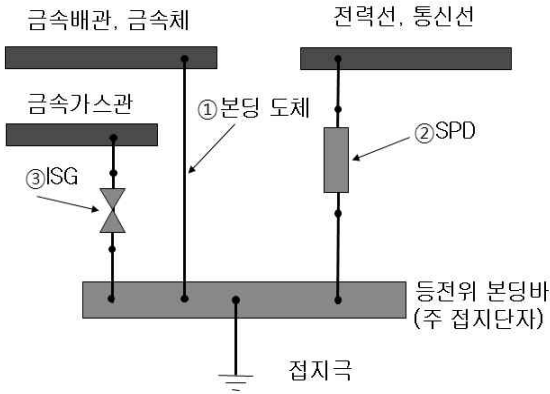 금속배관, 금속체
전력선, 통신선
금속가스관
①본딩 도체
②SPD
③ISG
등전위 본딩바
(주 접지단자)
접지극